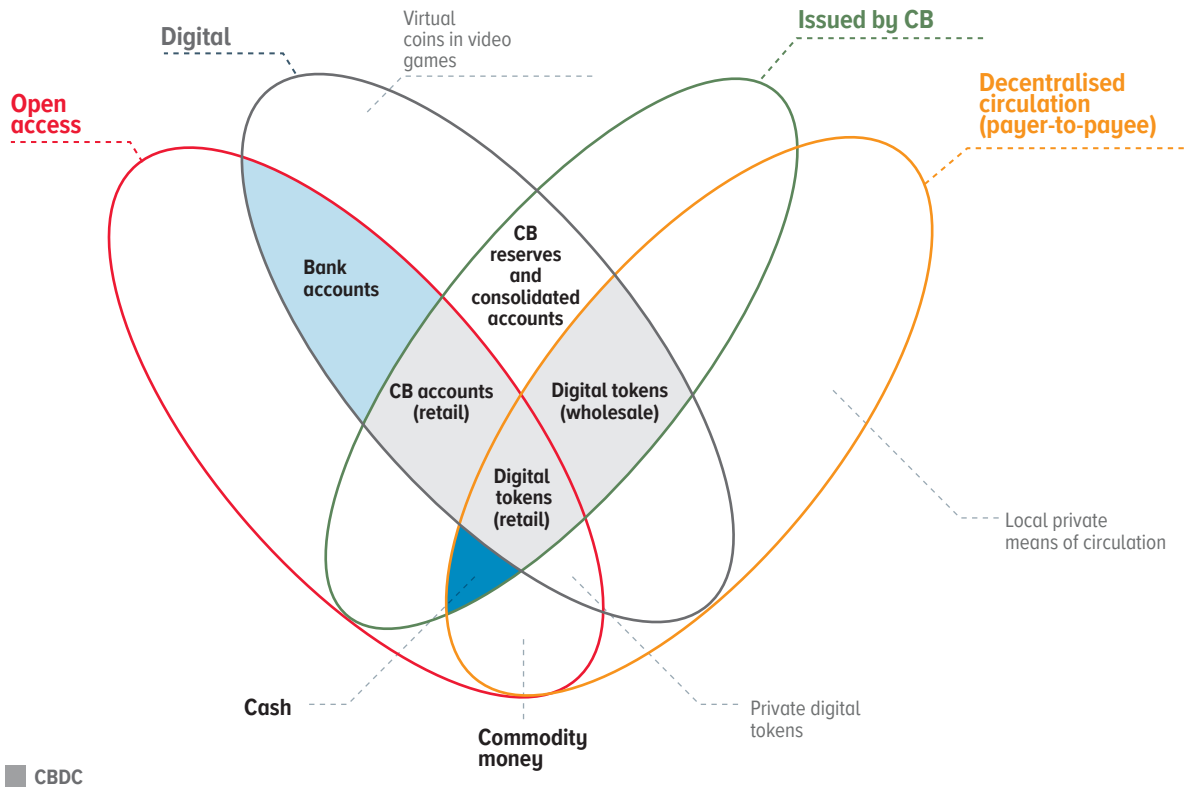 Virtual
coins in video
games
Digital
Issued by CB
Open
access
Decentralised
circulation
(payer-to-payee)
Bank
accounts
CB
reserves
and
consolidated
accounts
CB accounts
(retail)
Digital tokens
(wholesale)
Digital
tokens
(retail)
Local private
means of circulation
Cash
Commodity
money
Private digital
tokens
CBDC